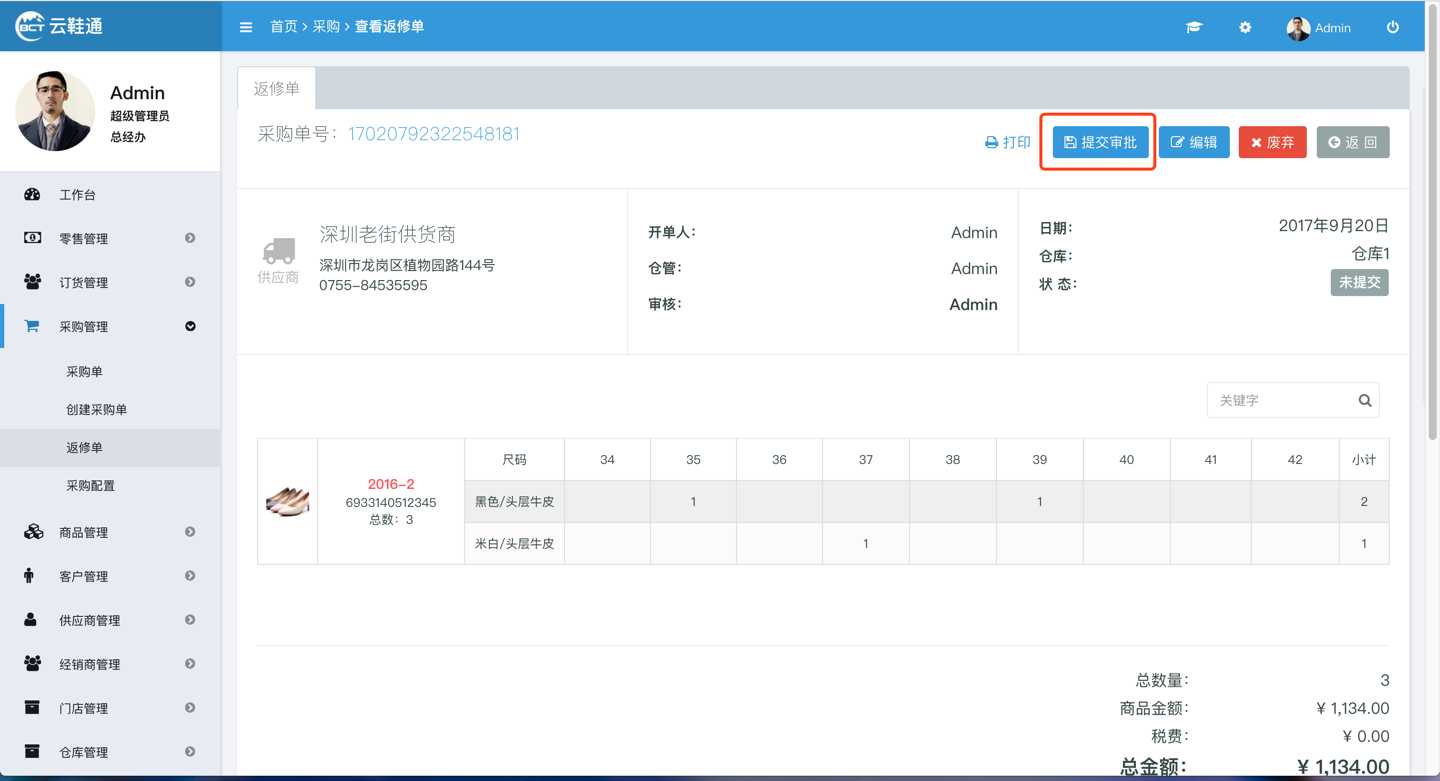 BCT 云鞋通
首页 > 采购 > 查看返修单
Admin
Admin
超级管理员
总经办
工作台
零售管理
订货管理
采购管理
采购单
创建采购单
返修单
采购配置
商品管理
客户管理
供应商管理
经销商管理
门店管理
仓库管理
返修单
采购单号：17020792322548181
打印
提交审批
编辑
废弃
返 回
供应商
深圳老街供货商
深圳市龙岗区植物园路144号
0755-84535595
开单人： Admin
仓管： Admin
审核： Admin
日期： 2017年9月20日
仓库： 仓库1
状 态： 未提交
关键字
2016-2
6933140512345
总数：3
尺码 34 35 36 37 38 39 40 41 42 小计
黑色/头层牛皮 1 1 2
米白/头层牛皮 1 1
总数量： 3
商品金额： ¥ 1,134.00
税费： ¥ 0.00
总金额： ¥ 1,134.00